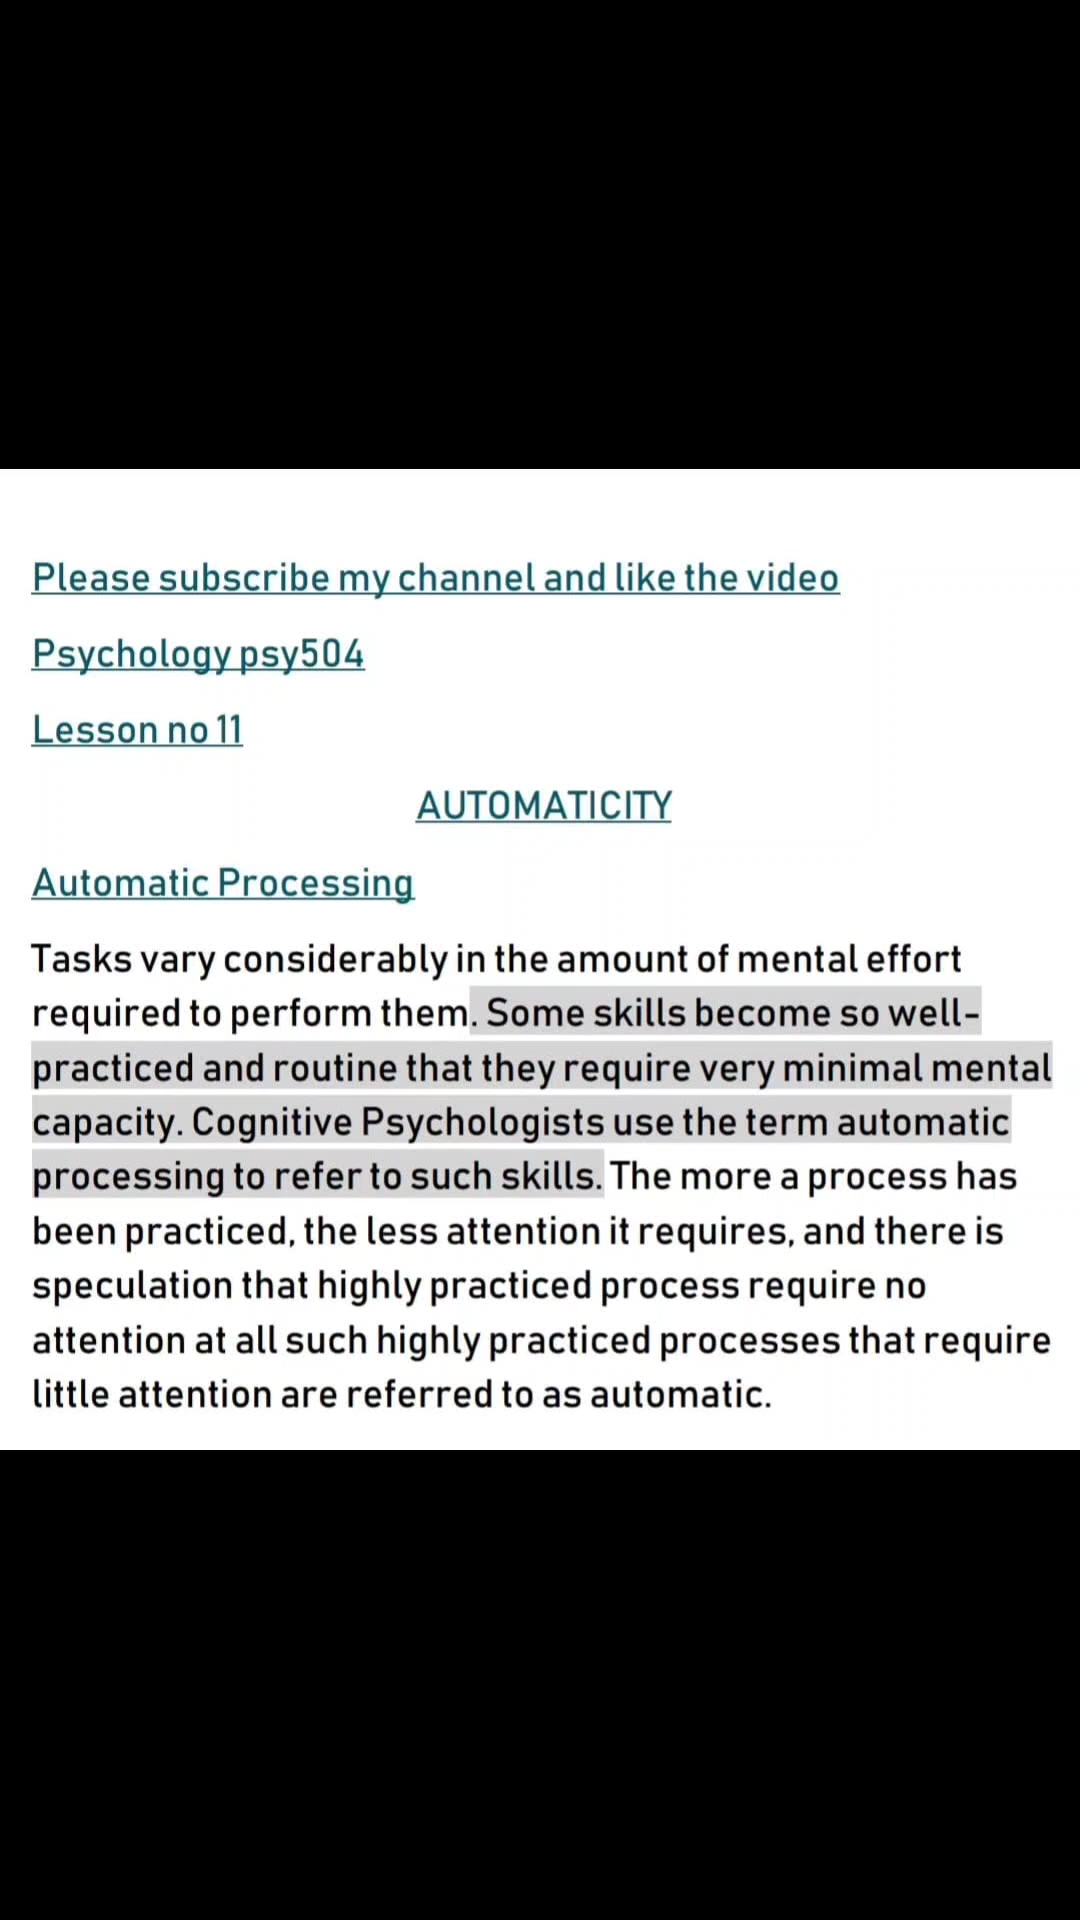 Please subscribe my channel and like the video
Psychology psy504
Lesson no 11
AUTOMATICITY
Automatic Processing
Tasks vary considerably in the amount of mental effort
required to perform them. Some skills become so well-
practiced and routine that they require very minimal mental
capacity. Cognitive Psychologists use the term automatic
processing to refer to such skills. The more a process has
been practiced, the less attention it requires, and there is
speculation that highly practiced process require no
attention at all such highly practiced processes that require
little attention are referred to as automatic.